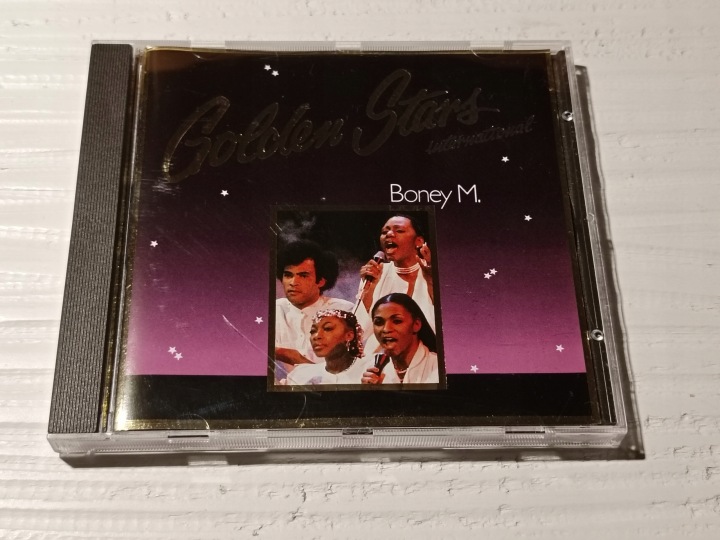 Golden Stars
international
Boney M.